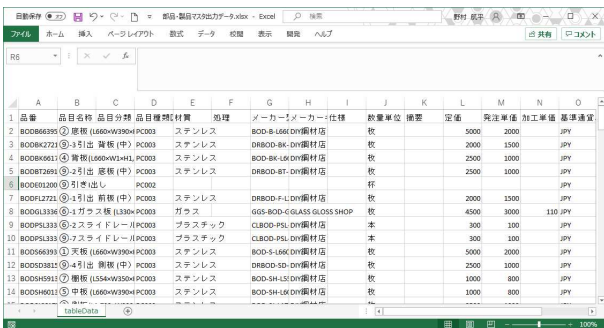 自動保存 オフ 部品-製品マスタ出力データ.xlsx - Excel 検索 野村 航平
ファイル ホーム 挿入 ページ レイアウト 数式 データ 校閲 表示 開発 ヘルプ 共有 コメント
R6 fx
A B C D E F G H I J K L M N O
1 品番 品目名称 品目分類 品目種類 材質 処理 メーカー メーカー 仕様 数量単位 摘要 定価 発注単価 加工単価 基準通貨
2 BODB66395 ② 底板 (L660×W390× PC003 ステンレス BOD-B-L66 DIY鋼材店 枚 5000 2000 JPY
3 BODBK2721 ⑨-3 引出 背板 (中) PC003 ステンレス DRBOD-BK- DIY鋼材店 枚 2000 1000 JPY
4 BODBK6617 ④ 背板 (L660×W1×H1, PC003 ステンレス BOD-BK-L6 DIY鋼材店 枚 2500 1000 JPY
5 BODBT2691 ⑨-2 引出 底板 (中) PC003 ステンレス DRBOD-BT- DIY鋼材店 枚 2500 1000 JPY
6 BODE01200 ⑨ 引き出し PC002 杯 JPY
7 BODFL2721 ⑨-1 引出 前板 (中) PC003 ステンレス DRBOD-F-L DIY鋼材店 枚 2000 1000 JPY
8 BODGL3336 ⑥-1 ガラス板 (L330× PC003 ガラス GGS-BOD-G GLASS GLOSS SHOP 枚 4500 3000 110 JPY
9 BODPSL333 ⑥-2 スライドレール PC003 プラスチック CLBOD-PSL- DIY鋼材店 本 300 100 JPY
10 BODPSL333 ⑨-7 スライドレール PC003 プラスチック CLBOD-PSL- DIY鋼材店 本 300 100 JPY
11 BODS66393 ① 天板 (L660×W390× PC003 ステンレス BOD-S-L66 DIY鋼材店 枚 5000 2000 JPY
12 BODSD3815 ⑨-4 引出 側板 (中) PC003 ステンレス DRBOD-SD- DIY鋼材店 枚 2500 1000 JPY
13 BODSH5913 ⑦ 棚板 (L554×W350× PC003 ステンレス BOD-SH-L5 DIY鋼材店 枚 1000 800 JPY
14 BODSH6013 ⑤ 中板 (L660×W390× PC003 ステンレス BOD-SH-L6 DIY鋼材店 枚 1000 800 JPY
tableData
100%